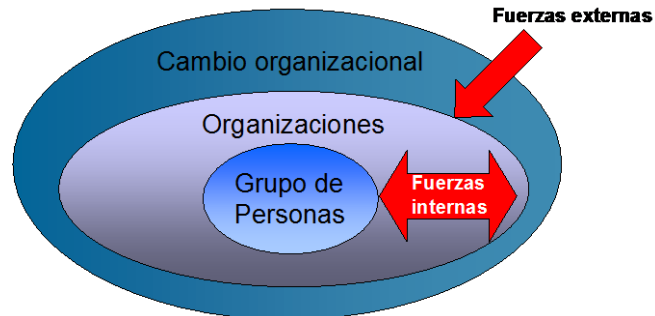 Fuerzas externas
Cambio organizacional
Organizaciones
Grupo de
Personas
Fuerzas
internas